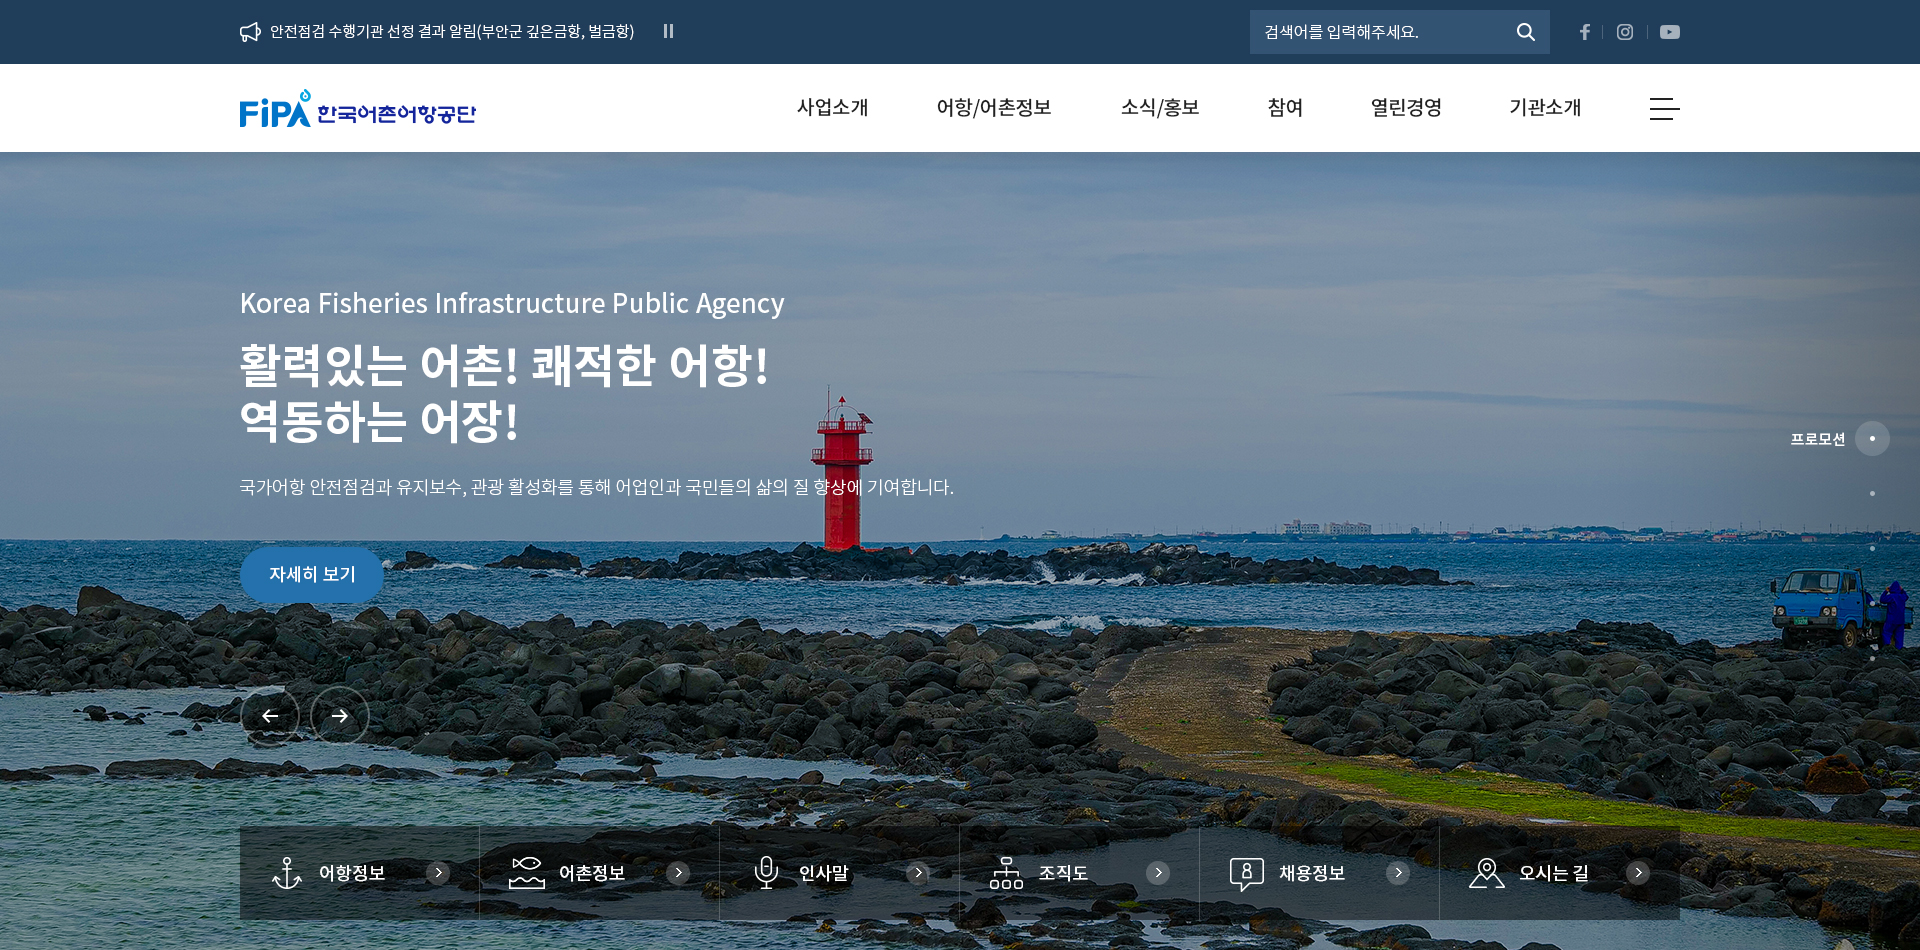 안전점검 수행기관 선정 결과 알림(부안군 깊은금항, 벌금항)
검색어를 입력해주세요.
FiPA 한국어촌어항공단
사업소개
어항/어촌정보
소식/홍보
참여
열린경영
기관소개
Korea Fisheries Infrastructure Public Agency
활력있는 어촌! 쾌적한 어항!
역동하는 어장!
프로모션
국가어항 안전점검과 유지보수, 관광 활성화를 통해 어업인과 국민들의 삶의 질 향상에 기여합니다.
자세히 보기
어항정보
어촌정보
인사말
조직도
채용정보
오시는 길